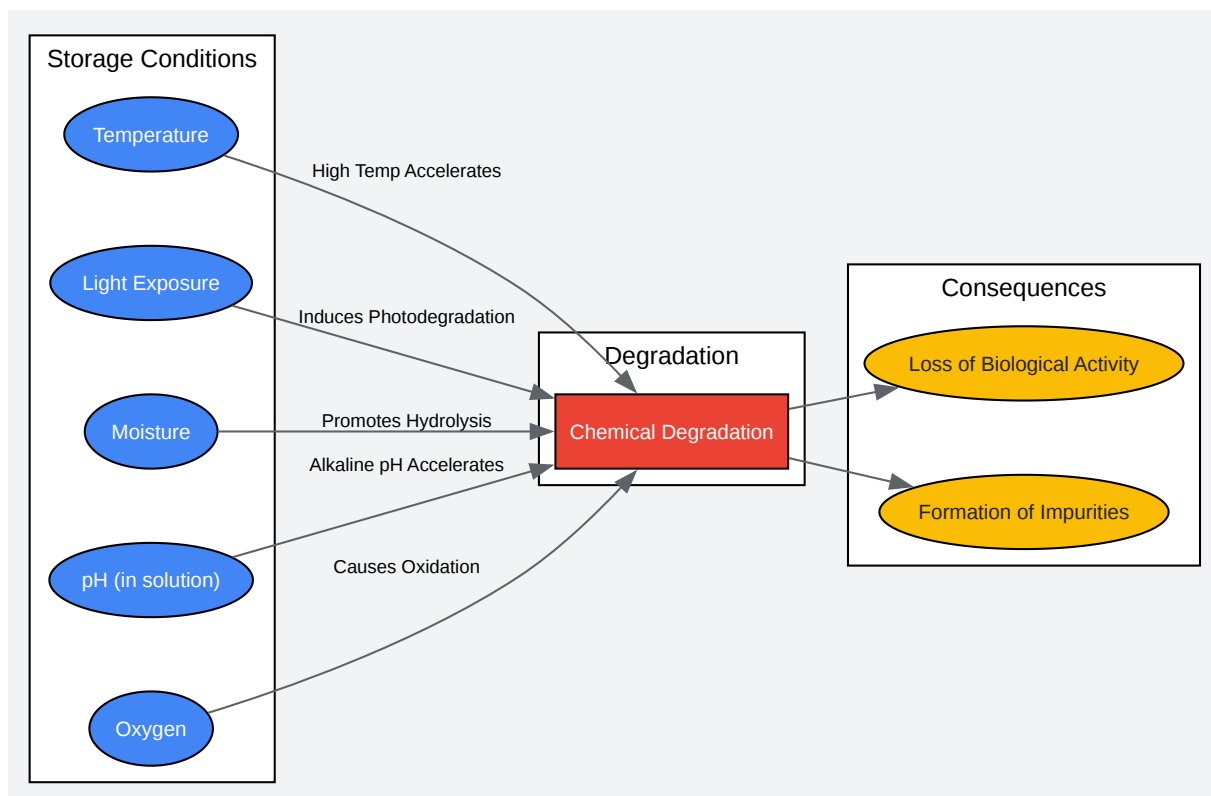 Storage Conditions
Temperature
High Temp Accelerates
Light Exposure
Induces Photodegradation
Moisture
Promotes Hydrolysis
Alkaline pH Accelerates
pH (in solution)
Causes Oxidation
Oxygen
Degradation
Chemical Degradation
Consequences
Loss of Biological Activity
Formation of Impurities